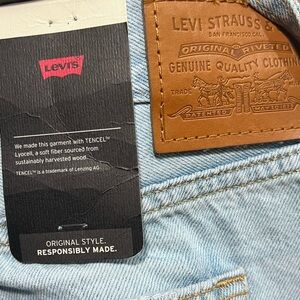 Levi's
We made this garment with TENCEL™
Lyocell, a soft fiber sourced from
sustainably harvested wood.
TENCEL™ is a trademark of Lenzing AG
ORIGINAL STYLE.
RESPONSIBLY MADE.
LEVI STRAUSS &
SAN FRANCISCO, CAL.
ORIGINAL RIVETED
GENUINE QUALITY CLOTHIN
TRADE
PATENTED